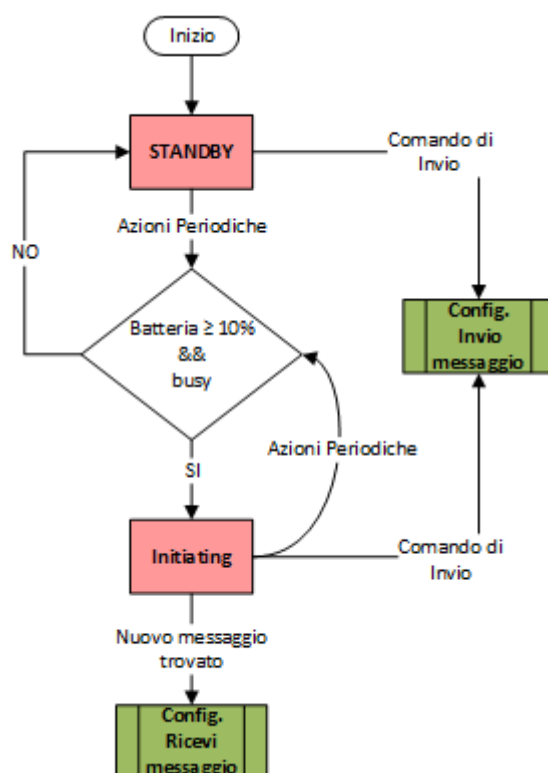 Inizio
STANDBY
Comando di
Invio
Azioni Periodiche
NO
Batteria ≥ 10%
&&
busy
Config.
Invio
messaggio
Azioni Periodiche
SI
Initiating
Comando di
Invio
Nuovo messaggio
trovato
Config.
Ricevi
messaggio